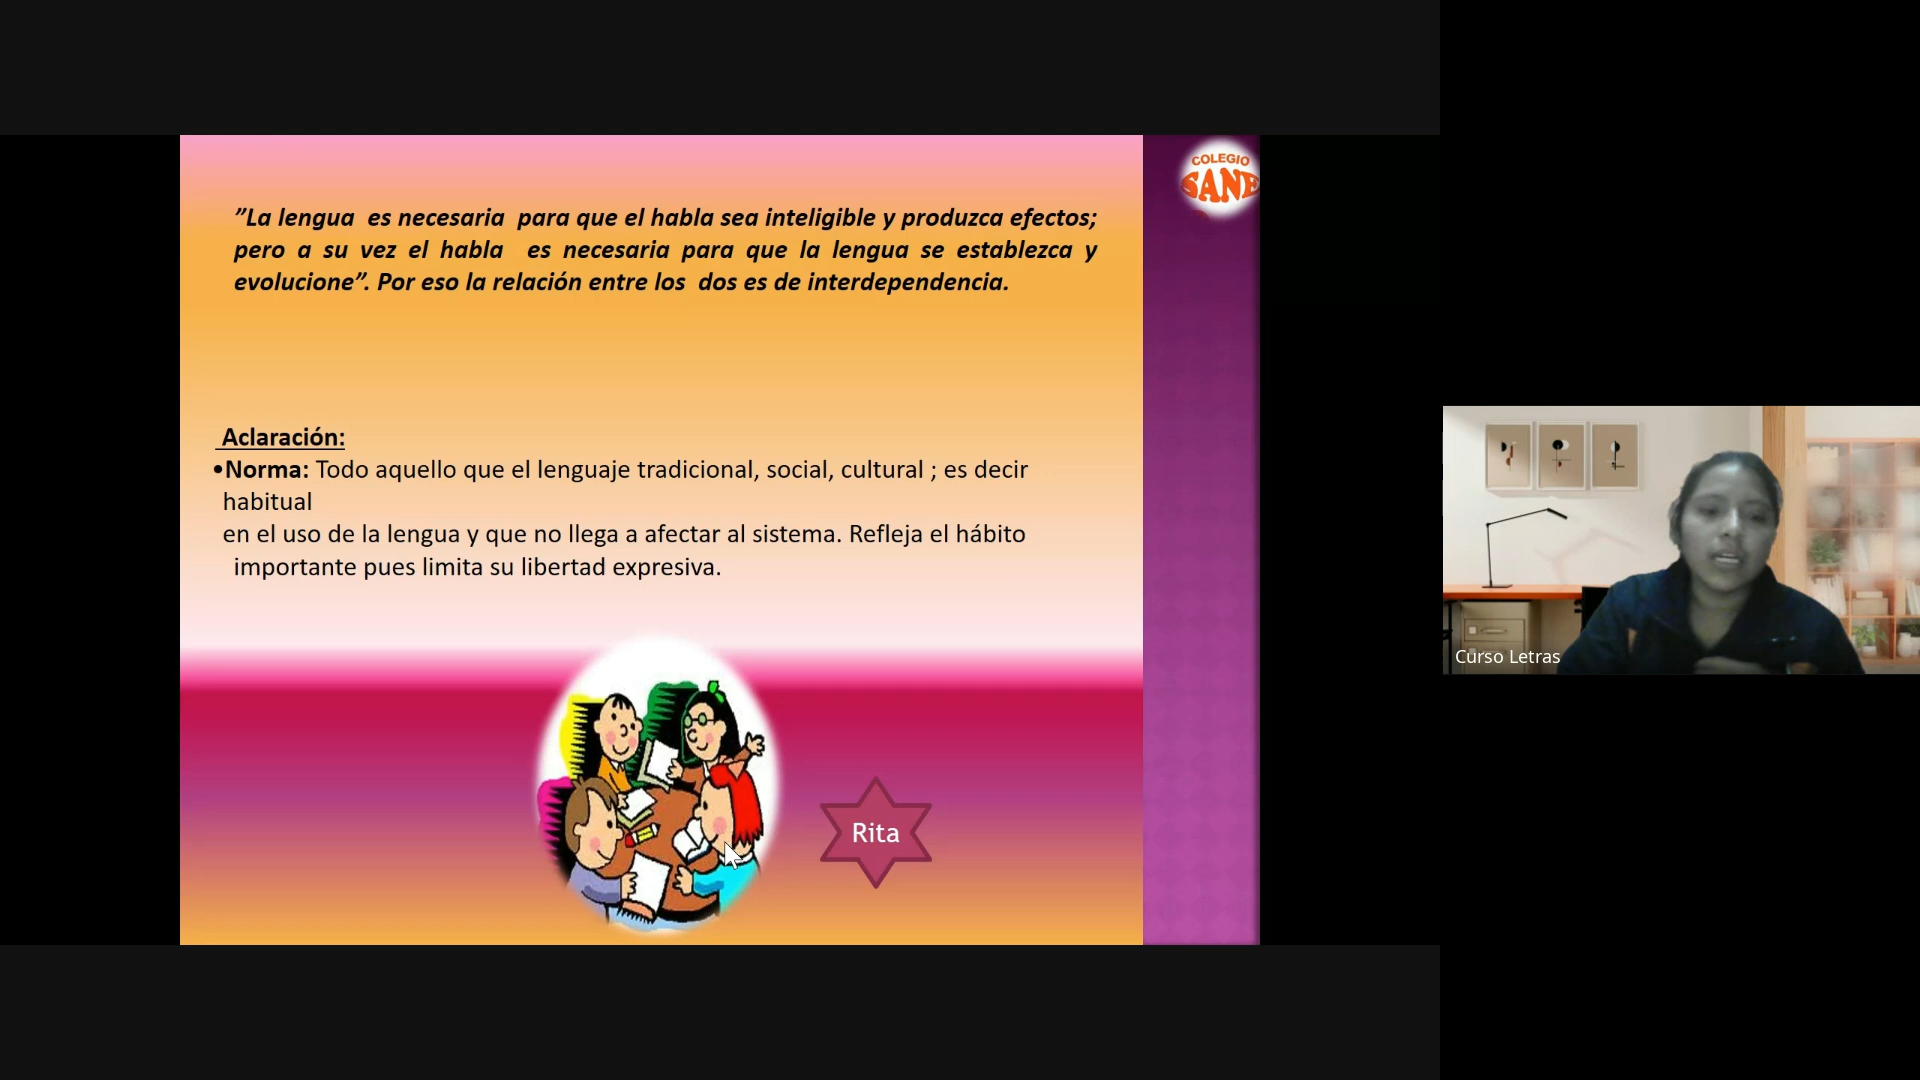 COLEGIO
SANE
”La lengua es necesaria para que el habla sea inteligible y produzca efectos;
pero a su vez el habla es necesaria para que la lengua se establezca y
evolucione”. Por eso la relación entre los dos es de interdependencia.
Aclaración:
•Norma: Todo aquello que el lenguaje tradicional, social, cultural ; es decir
habitual
en el uso de la lengua y que no llega a afectar al sistema. Refleja el hábito
importante pues limita su libertad expresiva.
Rita
Curso Letras